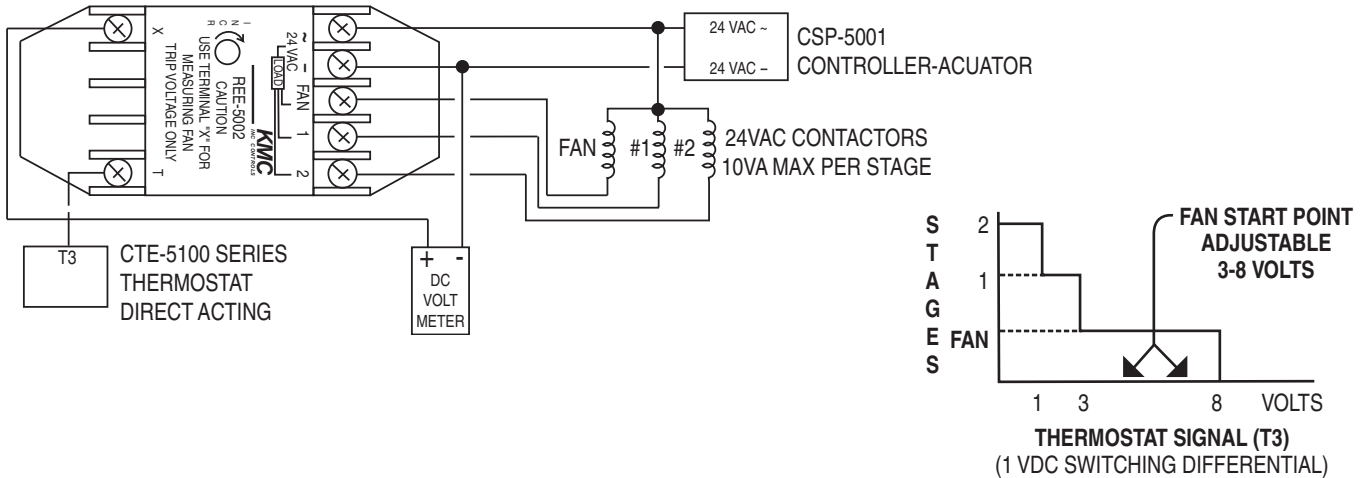 X
T
I
N
C
R
REE-5002
CAUTION
USE TERMINAL "X" FOR
MEASURING FAN
TRIP VOLTAGE ONLY
KMC
KMC CONTROLS
~
-
24 VAC
LOAD
FAN
1
2
24 VAC ~
24 VAC –
CSP-5001
CONTROLLER-ACUATOR
FAN
#1
#2
24VAC CONTACTORS
10VA MAX PER STAGE
T3
CTE-5100 SERIES
THERMOSTAT
DIRECT ACTING
+ -
DC
VOLT
METER
STAGES
2
1
FAN
FAN START POINT
ADJUSTABLE
3-8 VOLTS
1 3 8 VOLTS
THERMOSTAT SIGNAL (T3)
(1 VDC SWITCHING DIFFERENTIAL)